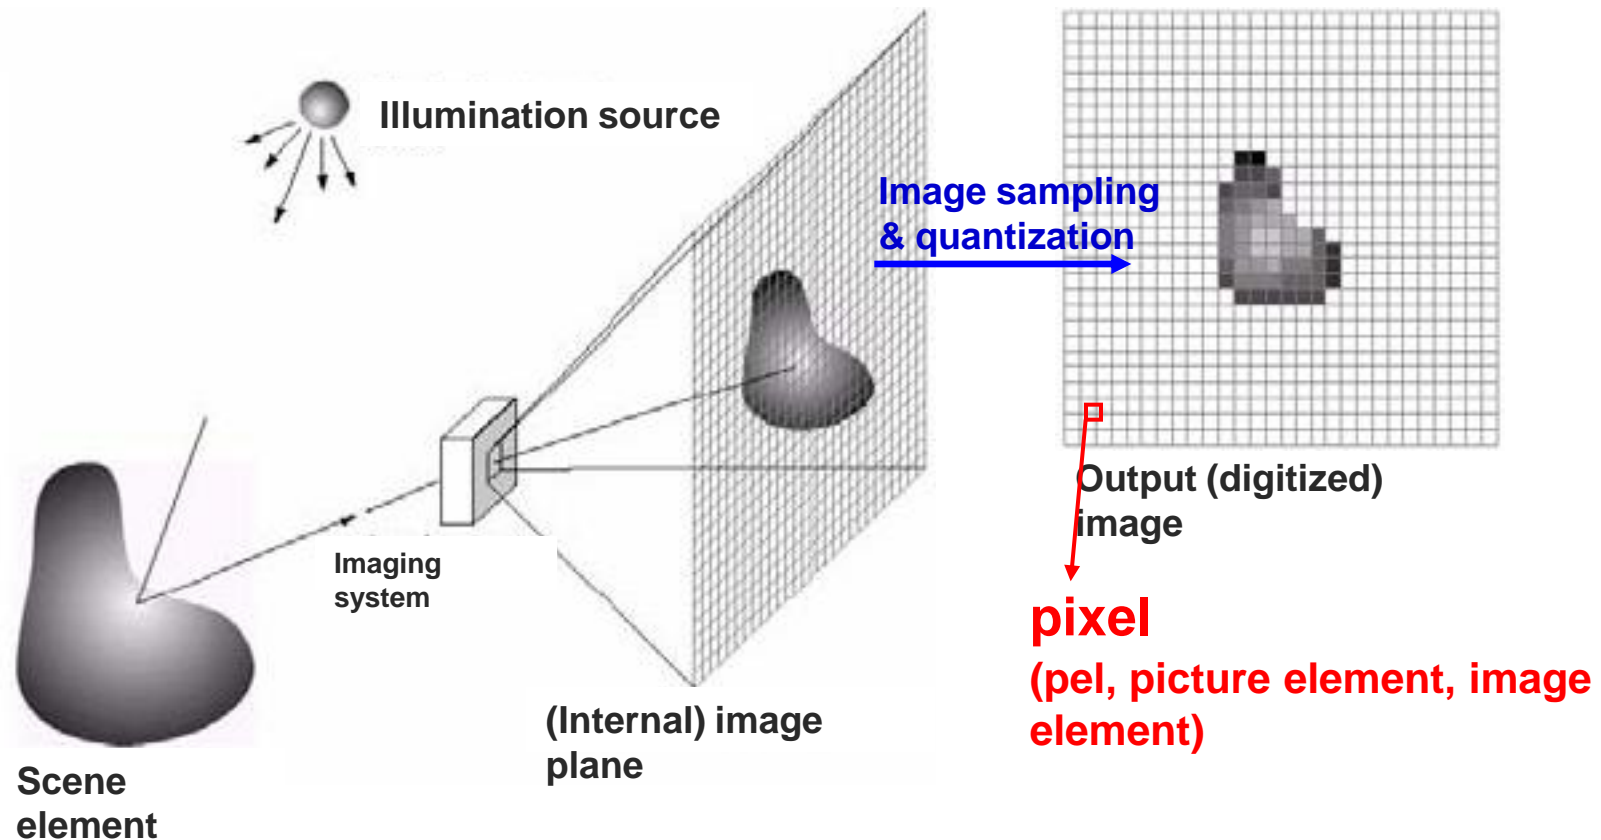 Illumination source
Image sampling
& quantization
Output (digitized)
image
Imaging
system
pixel
(pel, picture element, image
element)
(Internal) image
plane
Scene
element